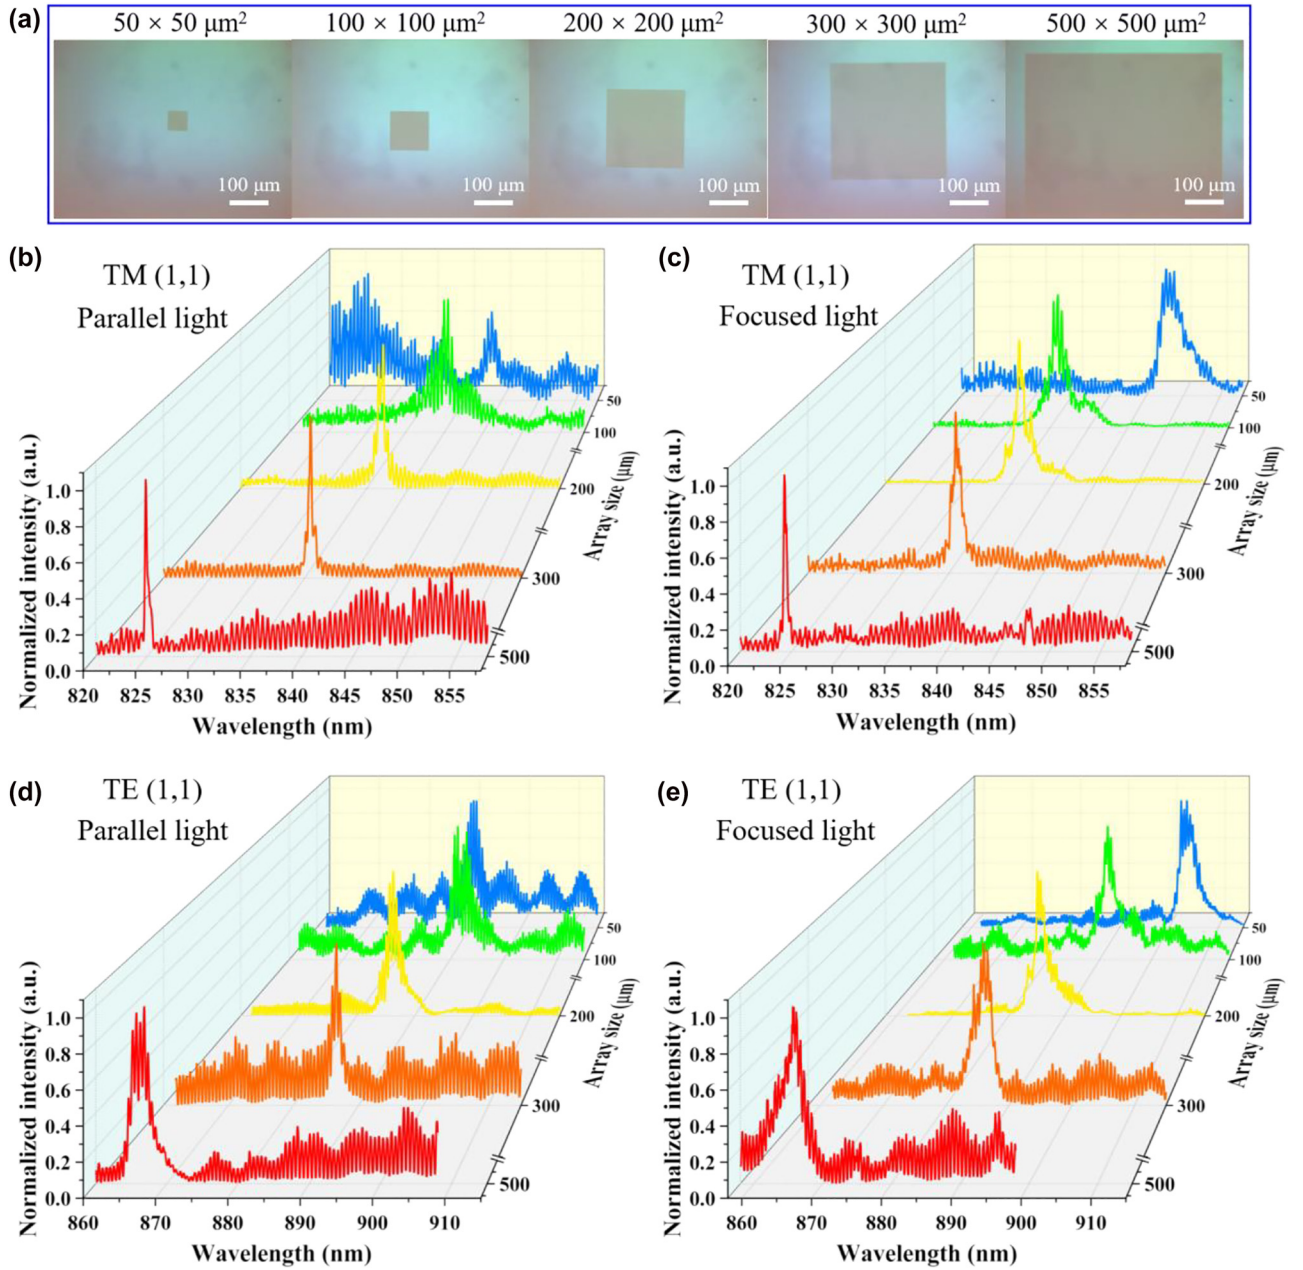 (a)
50 × 50 μm²
100 × 100 μm²
200 × 200 μm²
300 × 300 μm²
500 × 500 μm²
100 μm
100 μm
100 μm
100 μm
100 μm
(b)
TM (1,1)
Parallel light
Normalized intensity (a.u.)
1.0
0.8
0.6
0.4
0.2
0.0
820
825
830
835
840
845
850
855
Wavelength (nm)
50
100
200
300
500
Array size (μm)
(c)
TM (1,1)
Focused light
Normalized intensity (a.u.)
1.0
0.8
0.6
0.4
0.2
0.0
820
825
830
835
840
845
850
855
Wavelength (nm)
50
100
200
300
500
Array size (μm)
(d)
TE (1,1)
Parallel light
Normalized intensity (a.u.)
1.0
0.8
0.6
0.4
0.2
0.0
860
870
880
890
900
910
Wavelength (nm)
50
100
200
300
500
Array size (μm)
(e)
TE (1,1)
Focused light
Normalized intensity (a.u.)
1.0
0.8
0.6
0.4
0.2
0.0
860
870
880
890
900
910
Wavelength (nm)
50
100
200
300
500
Array size (μm)